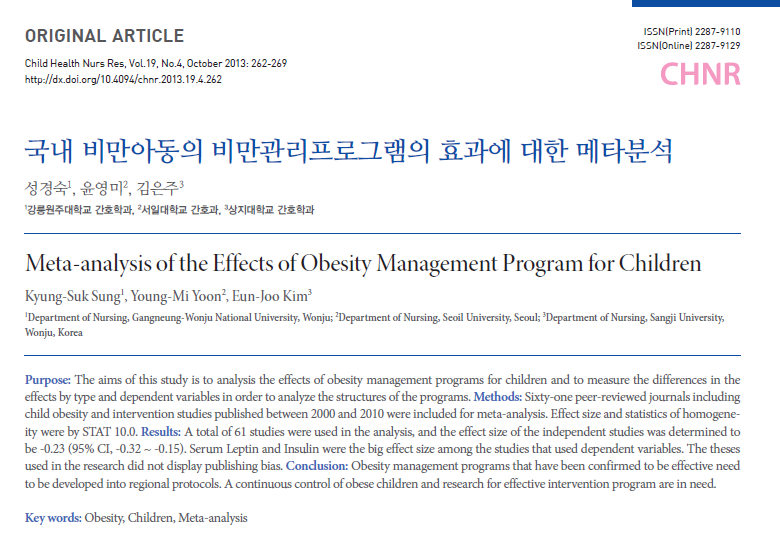 ORIGINAL ARTICLE
ISSN(Print) 2287-9110
ISSN(Online) 2287-9129
Child Health Nurs Res, Vol.19, No.4, October 2013: 262-269
http://dx.doi.org/10.4094/chnr.2013.19.4.262
CHNR
국내 비만아동의 비만관리프로그램의 효과에 대한 메타분석
성경숙1, 윤영미2, 김은주3
1강릉원주대학교 간호학과, 2서일대학교 간호과, 3상지대학교 간호학과
Meta-analysis of the Effects of Obesity Management Program for Children
Kyung-Suk Sung1, Young-Mi Yoon2, Eun-Joo Kim3
1Department of Nursing, Gangneung-Wonju National University, Wonju; 2Department of Nursing, Seoil University, Seoul; 3Department of Nursing, Sangji University,
Wonju, Korea
Purpose: The aims of this study is to analysis the effects of obesity management programs for children and to measure the differences in the
effects by type and dependent variables in order to analyze the structures of the programs. Methods: Sixty-one peer-reviewed journals including
child obesity and intervention studies published between 2000 and 2010 were included for meta-analysis. Effect size and statistics of homogene-
ity were by STAT 10.0. Results: A total of 61 studies were used in the analysis, and the effect size of the independent studies was determined to
be -0.23 (95% CI, -0.32 ~ -0.15). Serum Leptin and Insulin were the big effect size among the studies that used dependent variables. The theses
used in the research did not display publishing bias. Conclusion: Obesity management programs that have been confirmed to be effective need
to be developed into regional protocols. A continuous control of obese children and research for effective intervention program are in need.
Key words: Obesity, Children, Meta-analysis